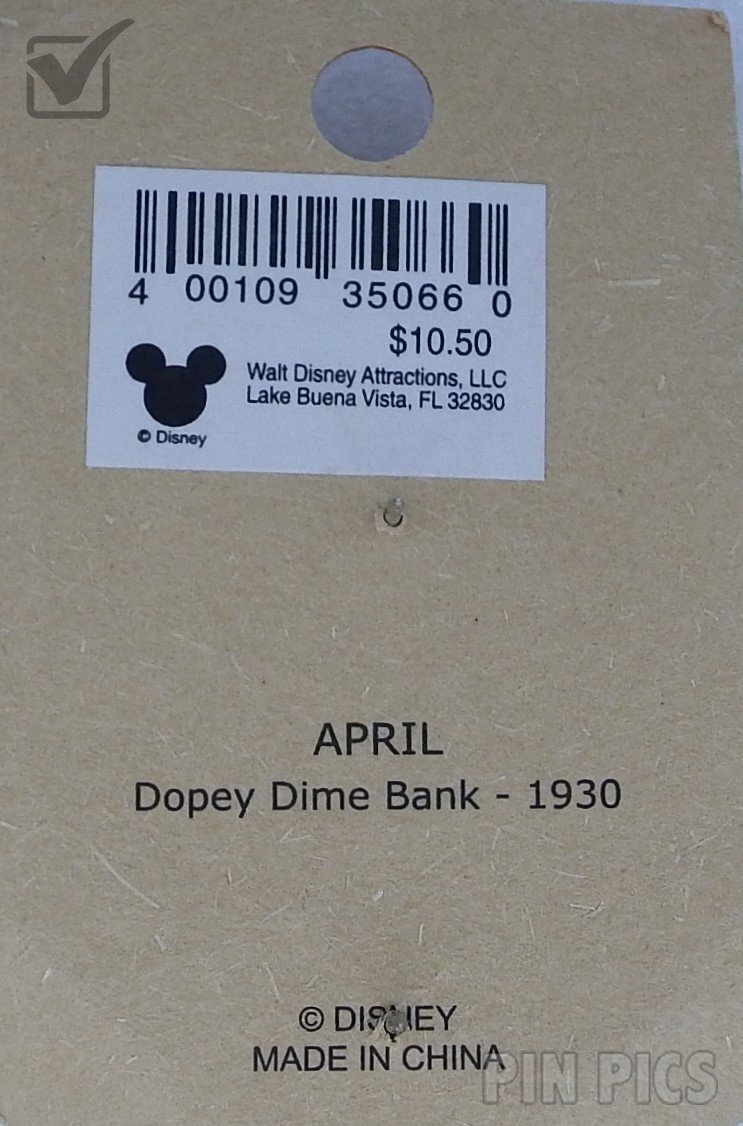 4 00109 35066 0
$10.50
Walt Disney Attractions, LLC
Lake Buena Vista, FL 32830
© Disney
APRIL
Dopey Dime Bank - 1930
© DISNEY
MADE IN CHINA
PIN PICS